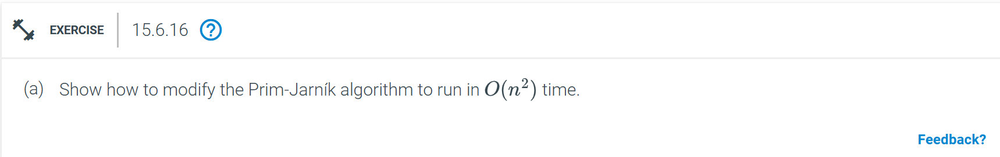 EXERCISE 15.6.16 ?
(a) Show how to modify the Prim-Jarník algorithm to run in O(n²) time.
Feedback?